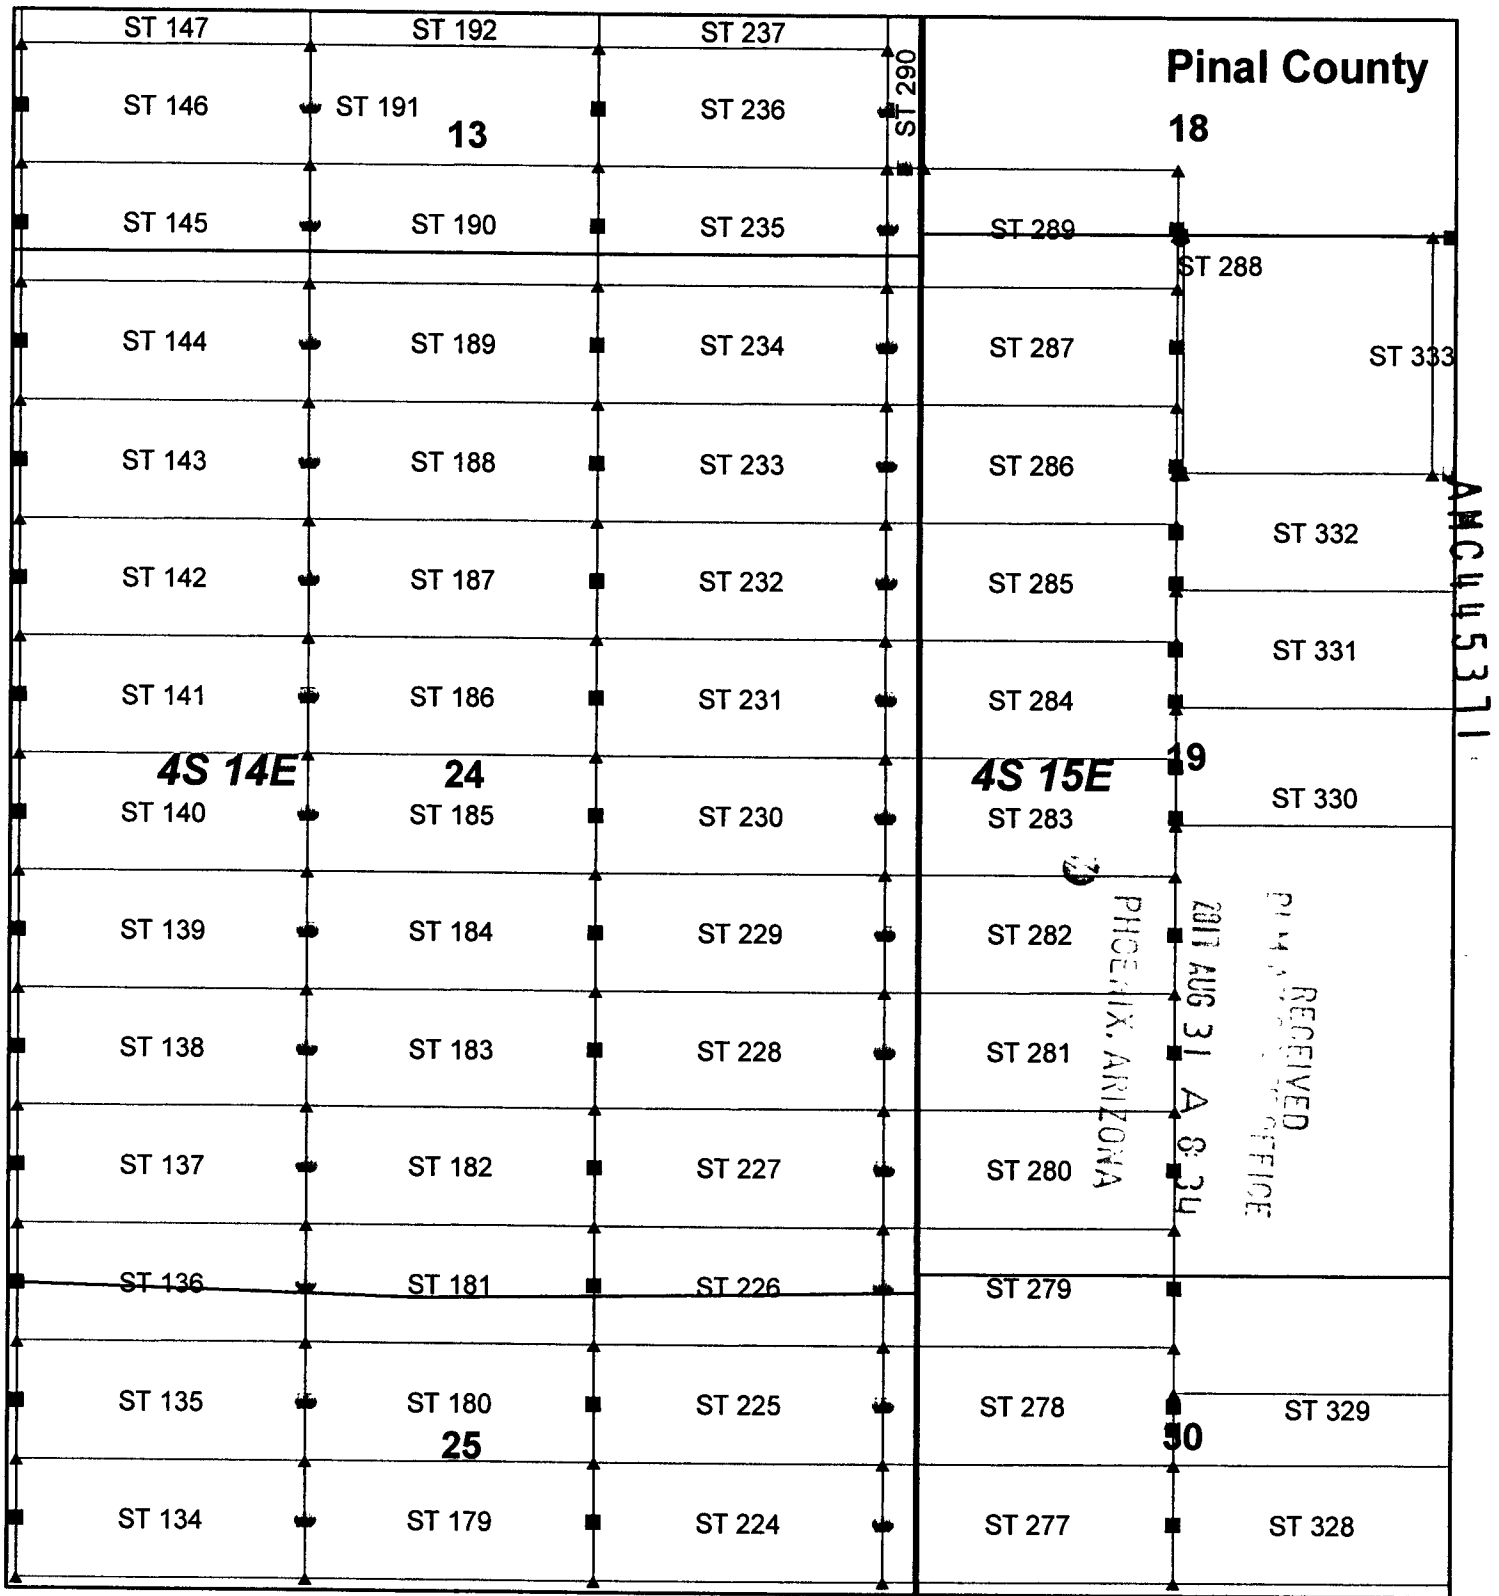 ST 147 ST 192 ST 237
Pinal County
ST 290
ST 146 ST 191 ST 236
13 18
ST 145 ST 190 ST 235 ST 289
ST 288
ST 144 ST 189 ST 234 ST 287 ST 333
ST 143 ST 188 ST 233 ST 286
ST 332
ST 142 ST 187 ST 232 ST 285
ST 331
ST 141 ST 186 ST 231 ST 284
4S 14E 24 4S 15E 19
ST 330
ST 140 ST 185 ST 230 ST 283
ST 139 ST 184 ST 229 ST 282
ST 138 ST 183 ST 228 ST 281
ST 137 ST 182 ST 227 ST 280
ST 136 ST 181 ST 226 ST 279
ST 135 ST 180 ST 225 ST 278 ST 329
25 30
ST 134 ST 179 ST 224 ST 277 ST 328
AMC445371
RECEIVED
OFFICE
2017 AUG 31 A 8:34
PHOENIX, ARIZONA